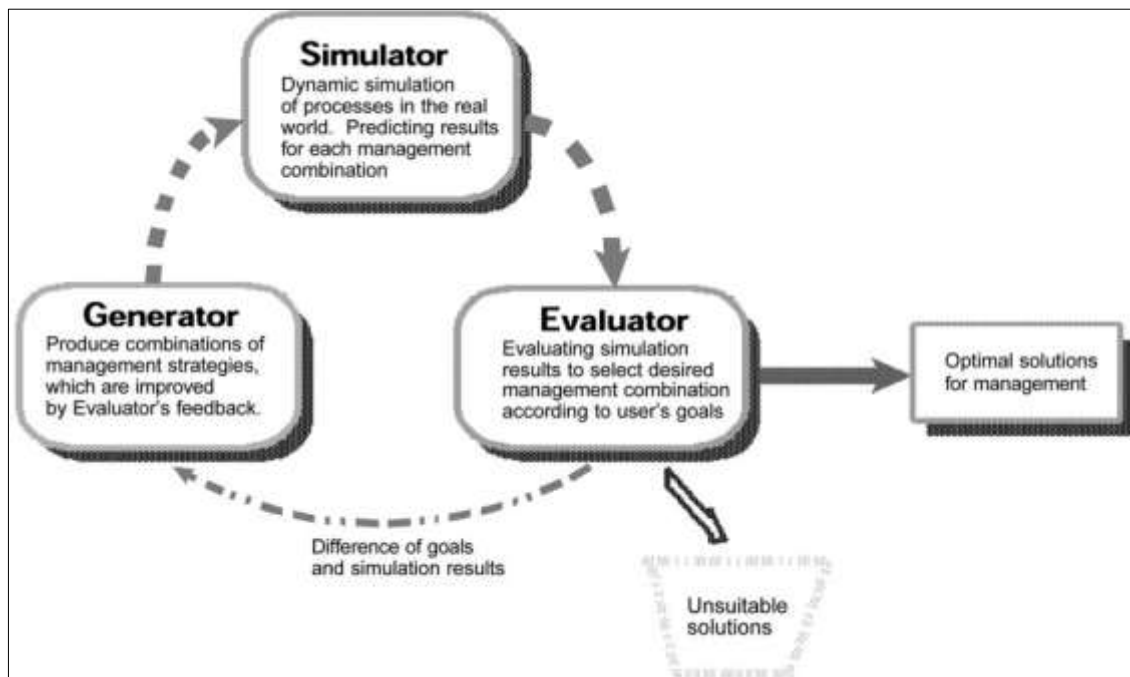 Simulator
Dynamic simulation
of processes in the real
world. Predicting results
for each management
combination
Generator
Produce combinations of
management strategies,
which are improved
by Evaluator's feedback.
Evaluator
Evaluating simulation
results to select desired
management combination
according to user's goals
Optimal solutions
for management
Difference of goals
and simulation results
Unsuitable
solutions